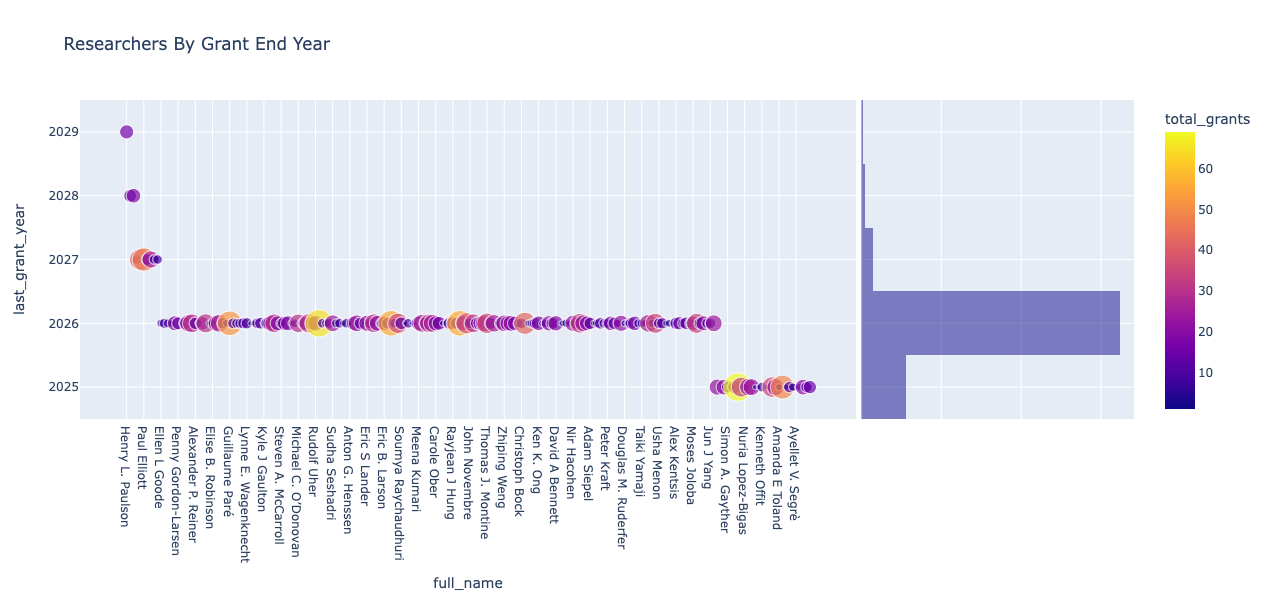 Researchers By Grant End Year
total_grants
last_grant_year
2029
2028
2027
2026
2025
60
50
40
30
20
10
Henry L. Paulson
Paul Elliott
Ellen L Goode
Penny Gordon-Larsen
Alexander P. Reiner
Elise B. Robinson
Guillaume Paré
Lynne E. Wagenknecht
Kyle J Gaulton
Steven A. McCarroll
Michael C. O'Donovan
Rudolf Uher
Sudha Seshadri
Anton G. Henssen
Eric S Lander
Eric B. Larson
Soumya Raychaudhuri
Meena Kumari
Carole Ober
Rayjean J Hung
John Novembre
Thomas J. Montine
Zhiping Weng
Christoph Bock
Ken K. Ong
David A Bennett
Nir Hacohen
Adam Siepel
Peter Kraft
Douglas M. Ruderfer
Taiki Yamaji
Usha Menon
Alex Kentsis
Moses Joloba
Jun J Yang
Simon A. Gayther
Nuria Lopez-Bigas
Kenneth Offit
Amanda E Toland
Ayellet V. Segrè
full_name